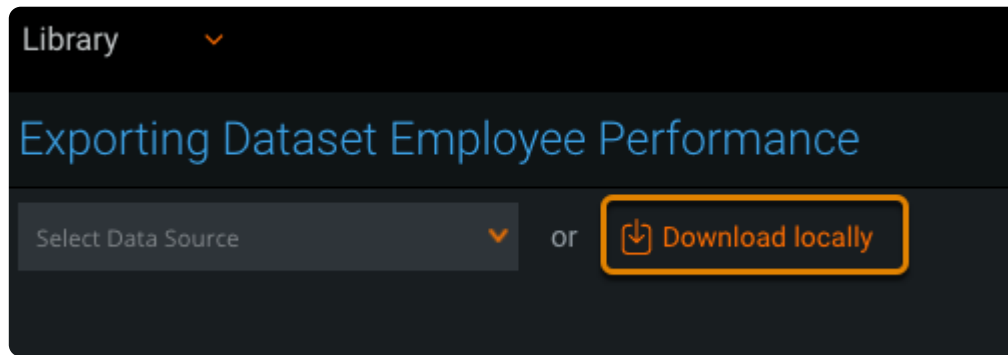 Library
Exporting Dataset Employee Performance
Select Data Source or Download locally